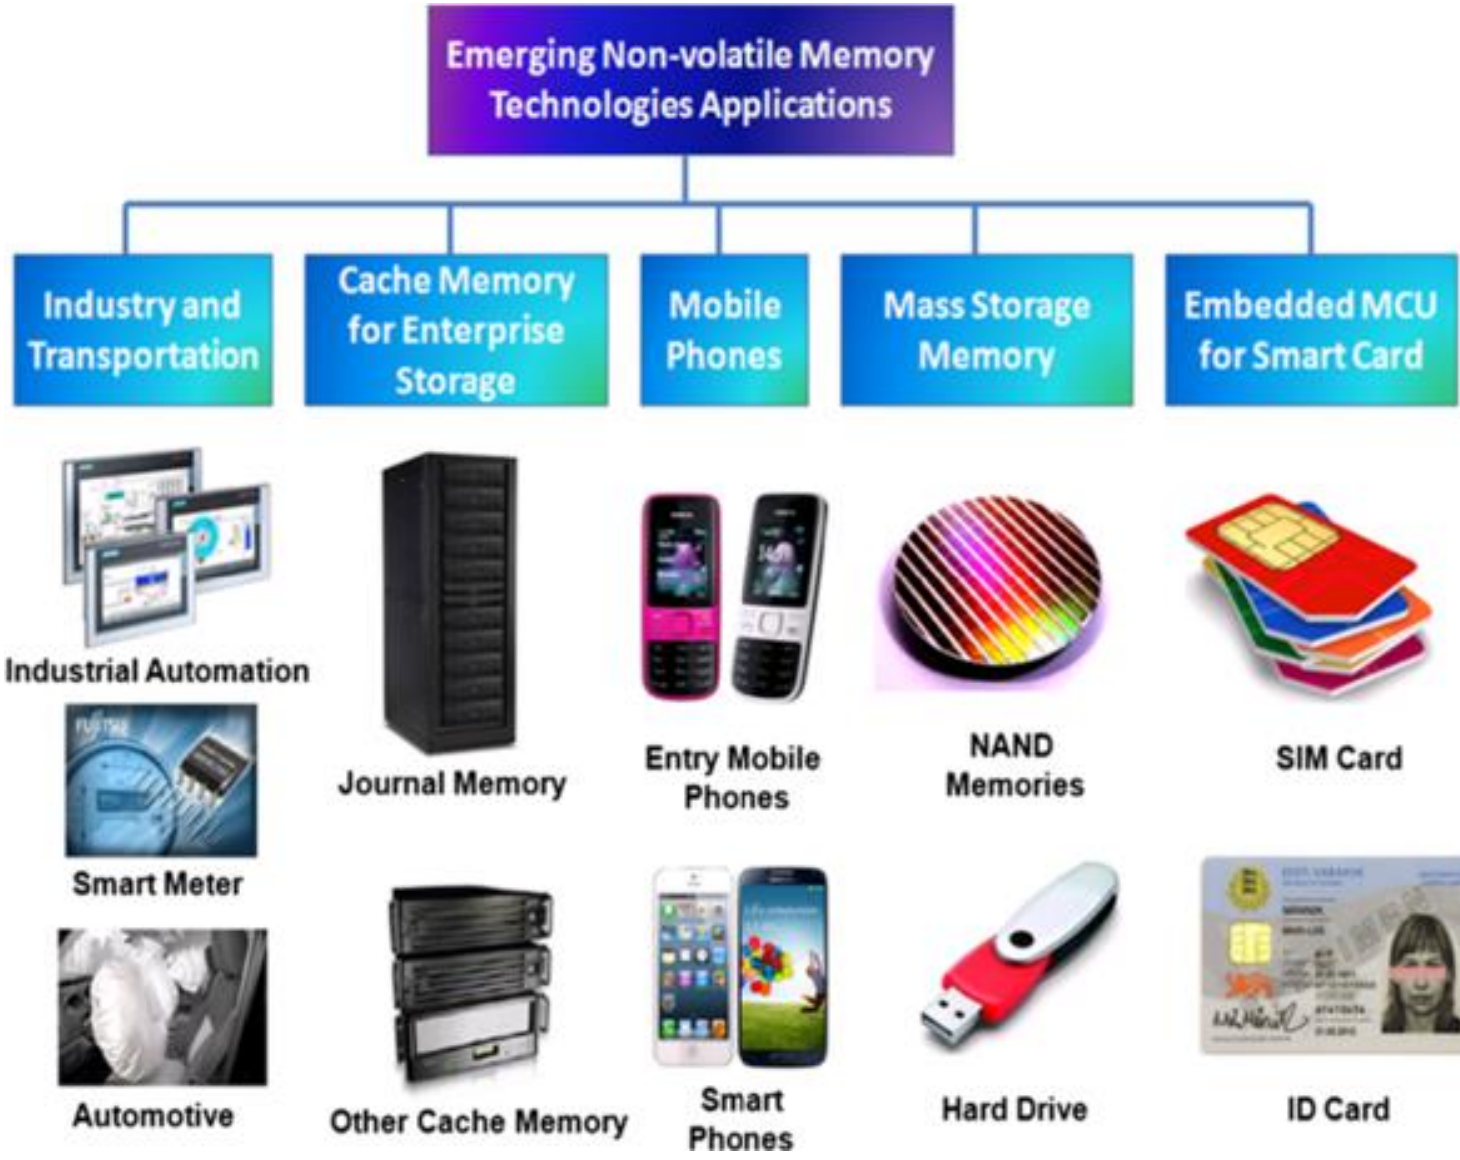 Emerging Non-volatile Memory
Technologies Applications
Industry and
Transportation
Cache Memory
for Enterprise
Storage
Mobile
Phones
Mass Storage
Memory
Embedded MCU
for Smart Card
Industrial Automation
FUJITSU
Smart Meter
Automotive
Journal Memory
Other Cache Memory
Entry Mobile
Phones
Smart
Phones
NAND
Memories
Hard Drive
SIM Card
ID Card